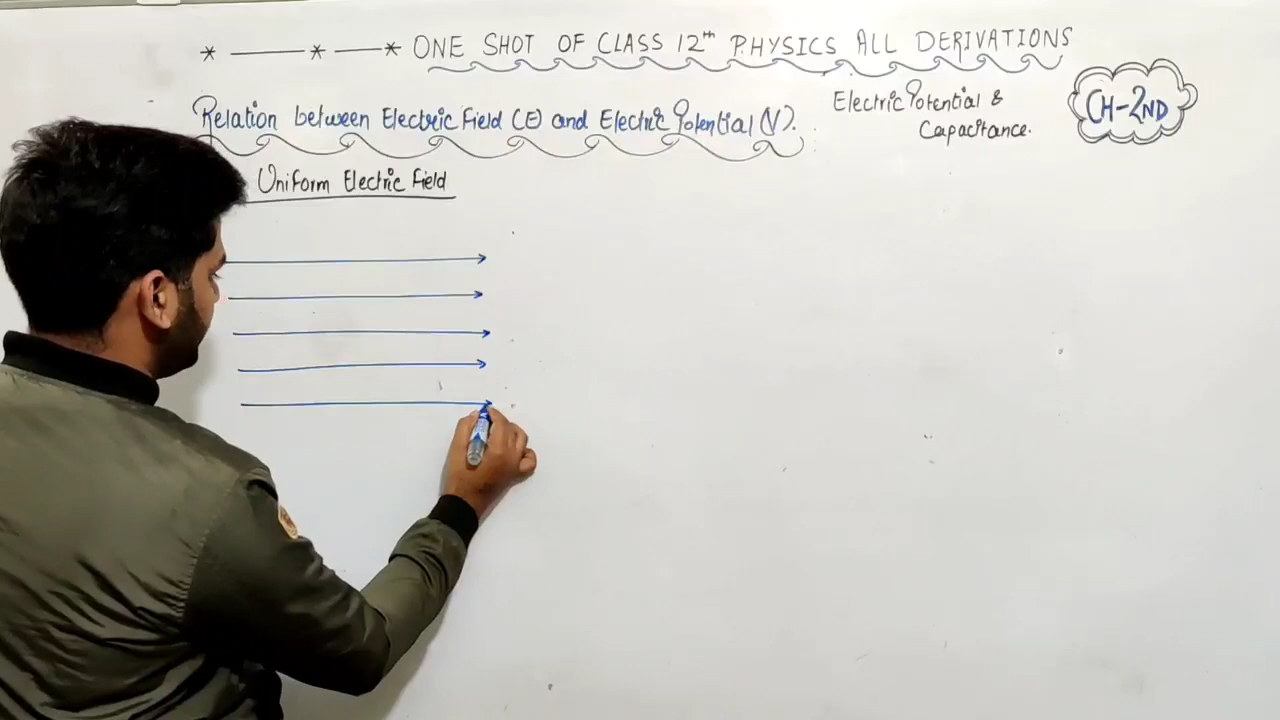 * ——— * —— * ONE SHOT OF CLASS 12th PHYSICS ALL DERIVATIONS
Electric Potential &
Capacitance.
CH-2ND
Relation between Electric Field (E) and Electric Potential (V).
Uniform Electric Field